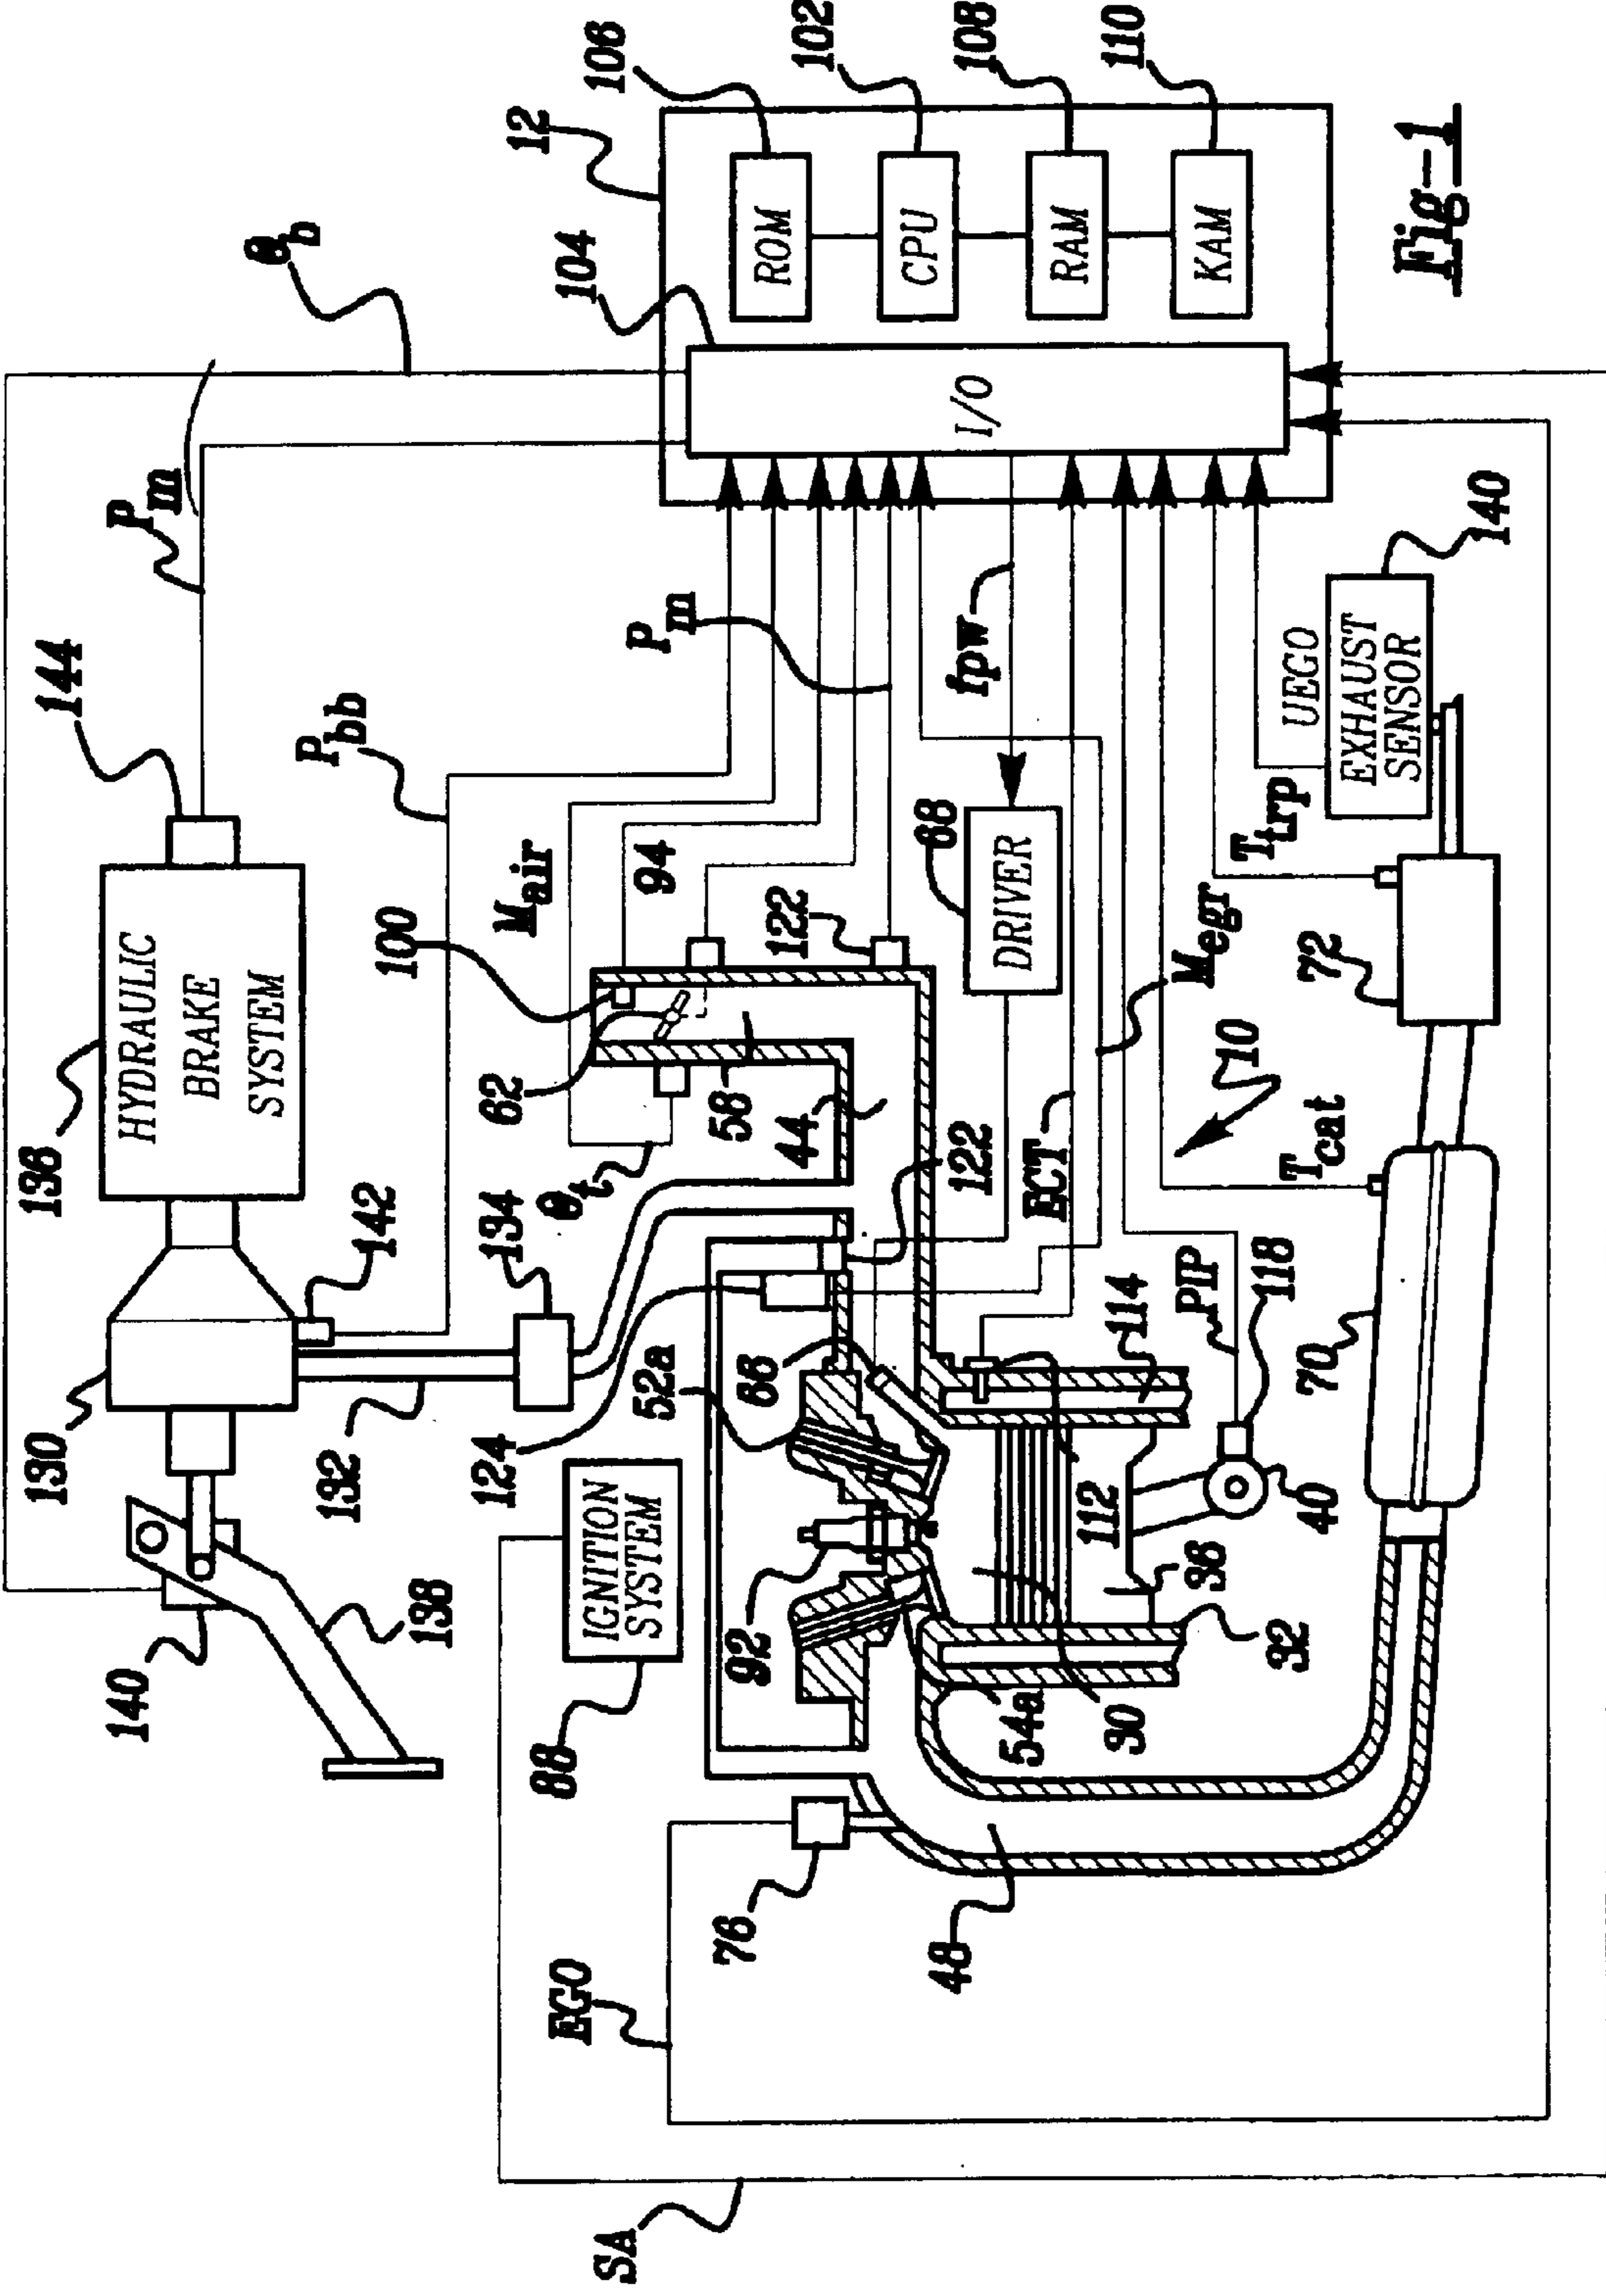 130
136
144
140
Pm
HYDRAULIC
BRAKE
SYSTEM
θb
Pbb
132
142
100
138
124
134
62
Mair
12
θt
88
EGO
IGNITION
SYSTEM
104
106
SA
52a
94
Pm
76
92
66
58
122
ROM
44
102
48
68
fpw
CPU
122
DRIVER
I/O
108
54a
ECT
RAM
30
112
114
110
Megr
PIP
KAM
36
10
Ttrp
118
32
40
Tcat
72
UEGO
EXHAUST
SENSOR
70
140
Fig-1